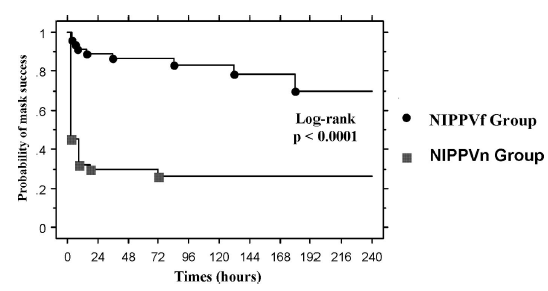 Probability of mask success
1
.8
.6
.4
.2
0
Log-rank
p < 0.0001
NIPPVf Group
NIPPVn Group
0 24 48 72 96 120 144 168 192 216 240
Times (hours)